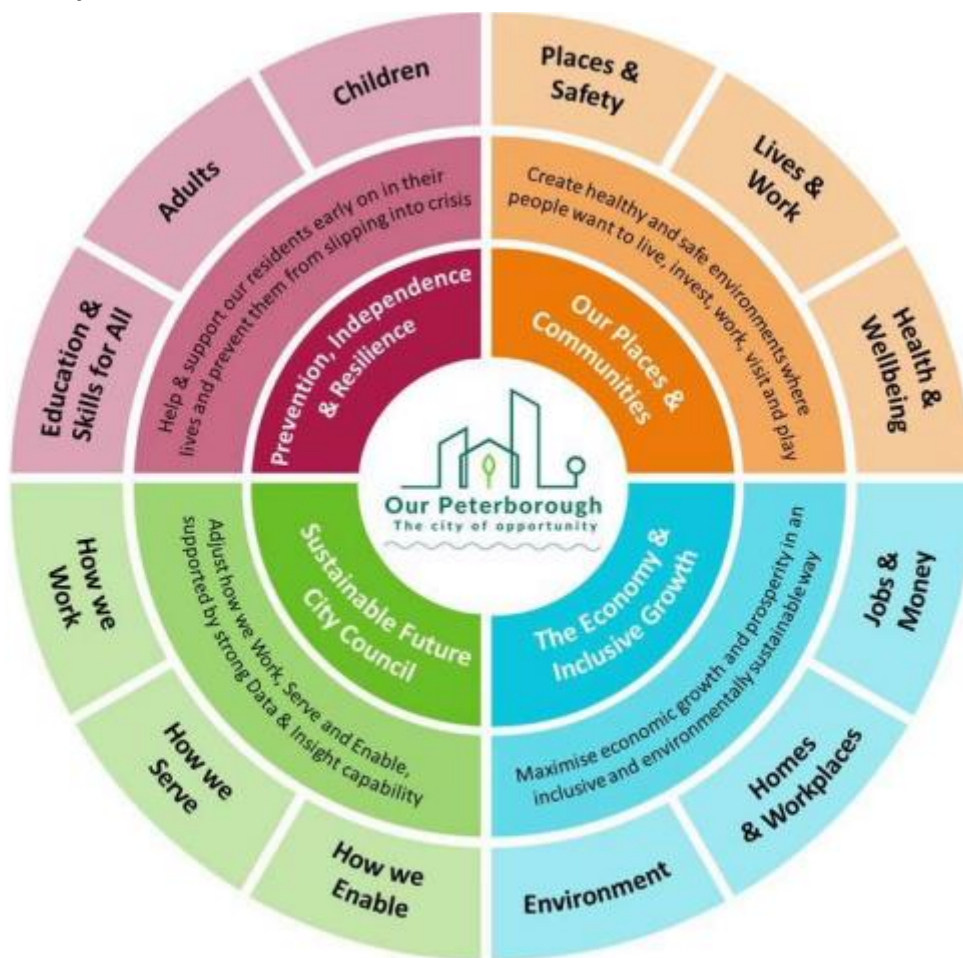 Our Peterborough
The city of opportunity
Prevention, Independence
& Resilience
Help & support our residents early on in their
lives and prevent them from slipping into crisis
Education &
Skills for All
Adults
Children
Our Places &
Communities
Create healthy and safe environments where
people want to live, invest, work, visit and play
Places &
Safety
Lives &
Work
Health &
Wellbeing
The Economy &
Inclusive Growth
Maximise economic growth and prosperity in an
inclusive and environmentally sustainable way
Jobs &
Money
Homes
& Workplaces
Environment
Sustainable Future
City Council
Adjust how we Work, Serve and Enable,
supported by strong Data & Insight capability
How we
Enable
How we
Serve
How we
Work